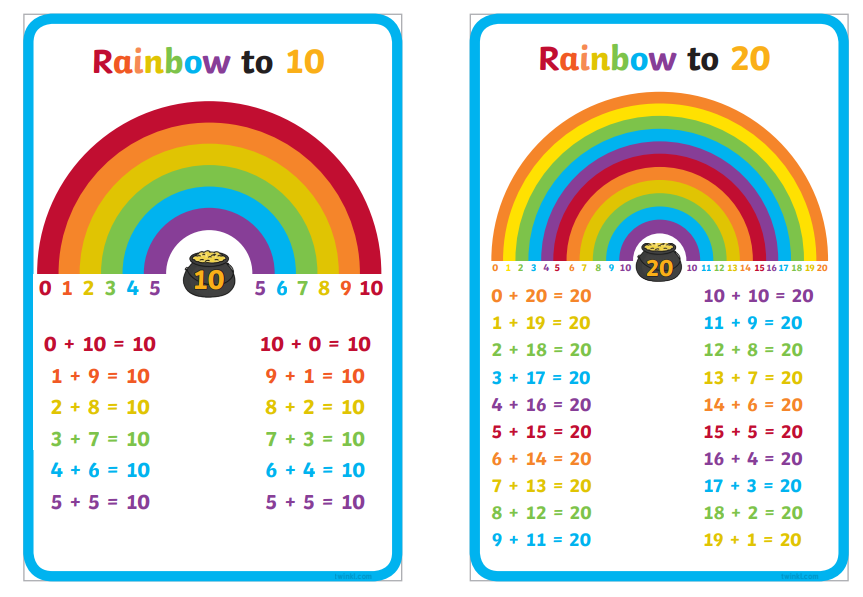 Rainbow to 10
10
0 1 2 3 4 5 5 6 7 8 9 10
0 + 10 = 10
1 + 9 = 10
2 + 8 = 10
3 + 7 = 10
4 + 6 = 10
5 + 5 = 10
10 + 0 = 10
9 + 1 = 10
8 + 2 = 10
7 + 3 = 10
6 + 4 = 10
5 + 5 = 10
twinkl.com
Rainbow to 20
20
0 1 2 3 4 5 6 7 8 9 10 10 11 12 13 14 15 16 17 18 19 20
0 + 20 = 20
1 + 19 = 20
2 + 18 = 20
3 + 17 = 20
4 + 16 = 20
5 + 15 = 20
6 + 14 = 20
7 + 13 = 20
8 + 12 = 20
9 + 11 = 20
10 + 10 = 20
11 + 9 = 20
12 + 8 = 20
13 + 7 = 20
14 + 6 = 20
15 + 5 = 20
16 + 4 = 20
17 + 3 = 20
18 + 2 = 20
19 + 1 = 20
twinkl.com